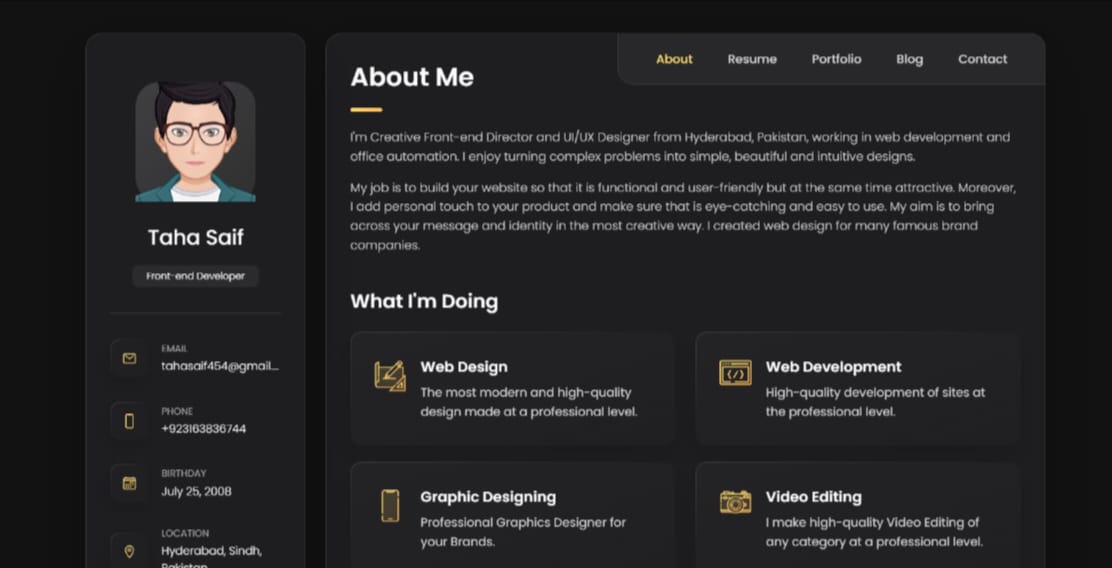 Taha Saif
Front-end Developer
EMAIL
tahasaif454@gmail...
PHONE
+923163836744
BIRTHDAY
July 25, 2008
LOCATION
Hyderabad, Sindh,
Pakistan
About
Resume
Portfolio
Blog
Contact
About Me
I'm Creative Front-end Director and UI/UX Designer from Hyderabad, Pakistan, working in web development and
office automation. I enjoy turning complex problems into simple, beautiful and intuitive designs.
My job is to build your website so that it is functional and user-friendly but at the same time attractive. Moreover,
I add personal touch to your product and make sure that is eye-catching and easy to use. My aim is to bring
across your message and identity in the most creative way. I created web design for many famous brand
companies.
What I'm Doing
Web Design
The most modern and high-quality
design made at a professional level.
Web Development
High-quality development of sites at
the professional level.
Graphic Designing
Professional Graphics Designer for
your Brands.
Video Editing
I make high-quality Video Editing of
any category at a professional level.